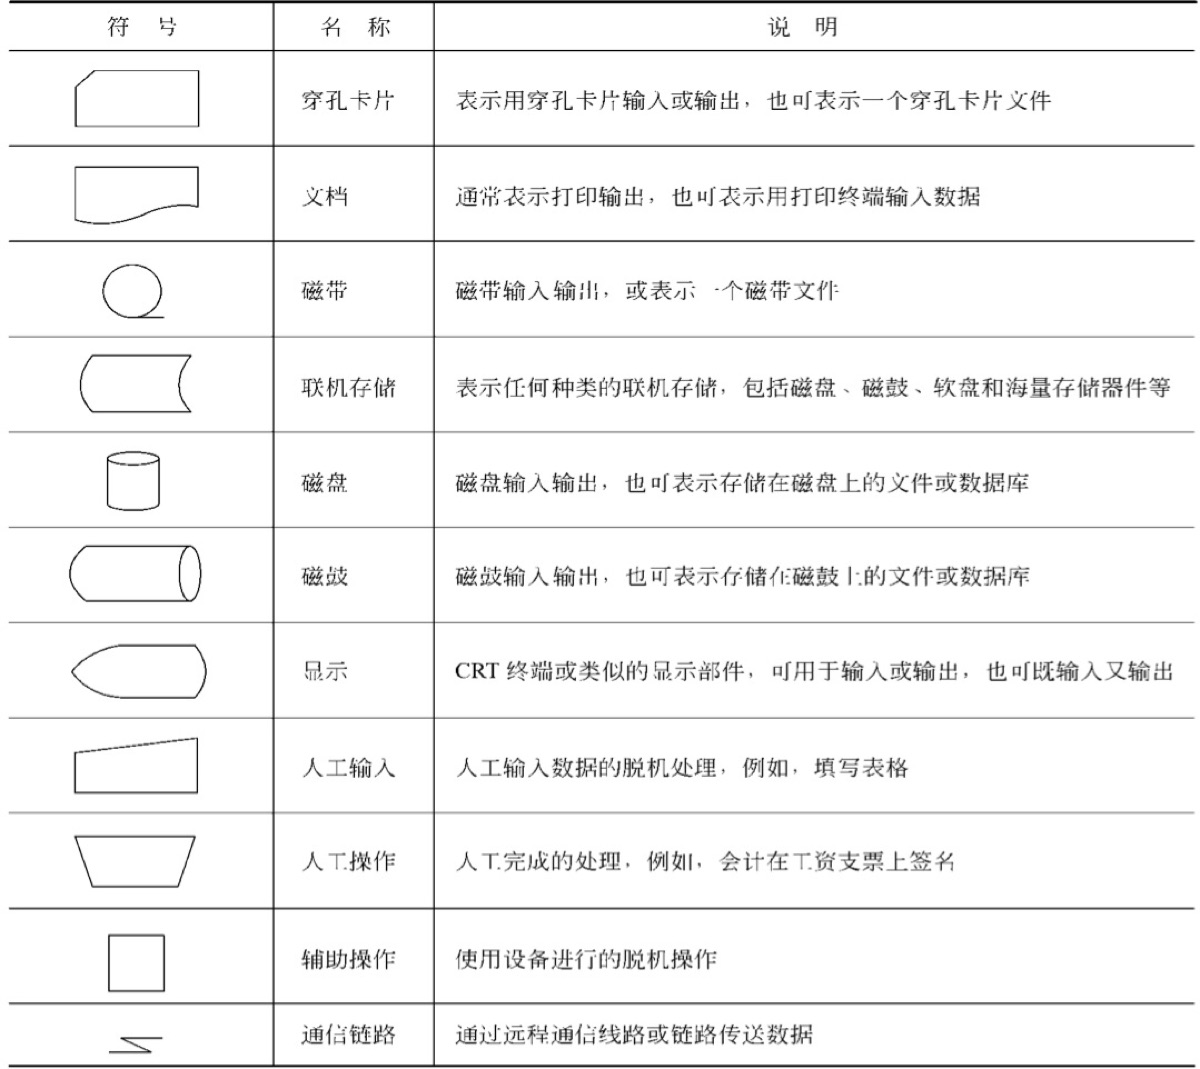 符 号 名 称 说 明
穿孔卡片 表示用穿孔卡片输入或输出，也可表示一个穿孔卡片文件
文档 通常表示打印输出，也可表示用打印终端输入数据
磁带 磁带输入输出，或表示一个磁带文件
联机存储 表示任何种类的联机存储，包括磁盘、磁鼓、软盘和海量存储器件等
磁盘 磁盘输入输出，也可表示存储在磁盘上的文件或数据库
磁鼓 磁鼓输入输出，也可表示存储在磁鼓上的文件或数据库
显示 CRT 终端或类似的显示部件，可用于输入或输出，也可既输入又输出
人工输入 人工输入数据的脱机处理，例如，填写表格
人工操作 人工完成的处理，例如，会计在工资支票上签名
辅助操作 使用设备进行的脱机操作
通信链路 通过远程通信线路或链路传送数据